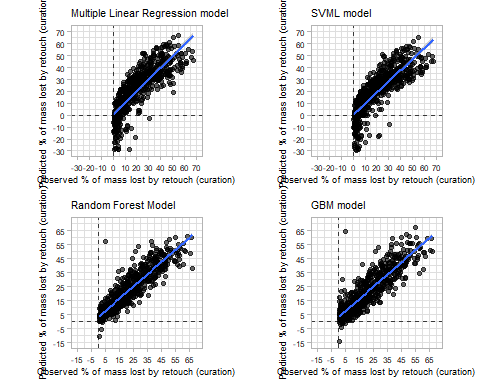 Multiple Linear Regression model
SVML model
Predicted % of mass lost by retouch (curation)
70
60
50
40
30
20
10
0
-10
-20
-30
-30-20-10 0 10 20 30 40 50 60 70
Observed % of mass lost by retouch (curation)
Predicted % of mass lost by retouch (curation)
70
60
50
40
30
20
10
0
-10
-20
-30
-30-20-10 0 10 20 30 40 50 60 70
Observed % of mass lost by retouch (curation)
Random Forest Model
GBM model
Predicted % of mass lost by retouch (curation)
65
55
45
35
25
15
5
-5
-15
-15 -5 5 15 25 35 45 55 65
Observed % of mass lost by retouch (curation)
Predicted % of mass lost by retouch (curation)
65
55
45
35
25
15
5
-5
-15
-15 -5 5 15 25 35 45 55 65
Observed % of mass lost by retouch (curation)